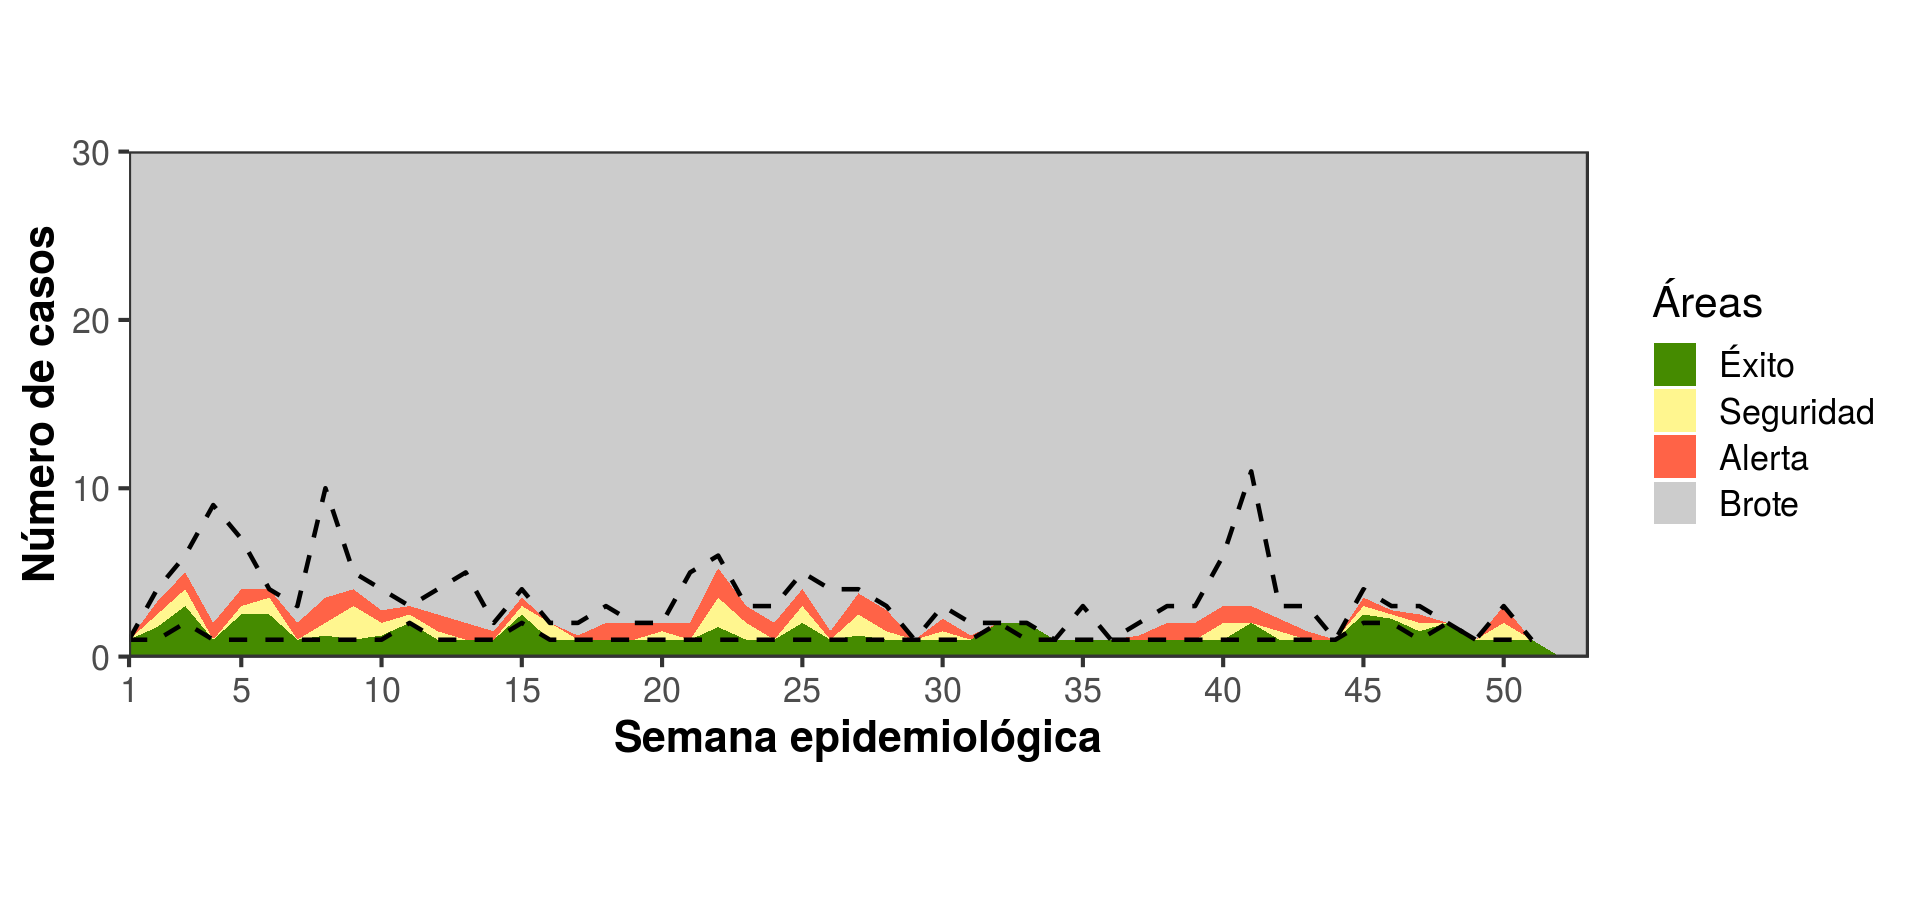 Número de casos
30
20
10
0
1 5 10 15 20 25 30 35 40 45 50
Semana epidemiológica
Áreas
Éxito
Seguridad
Alerta
Brote